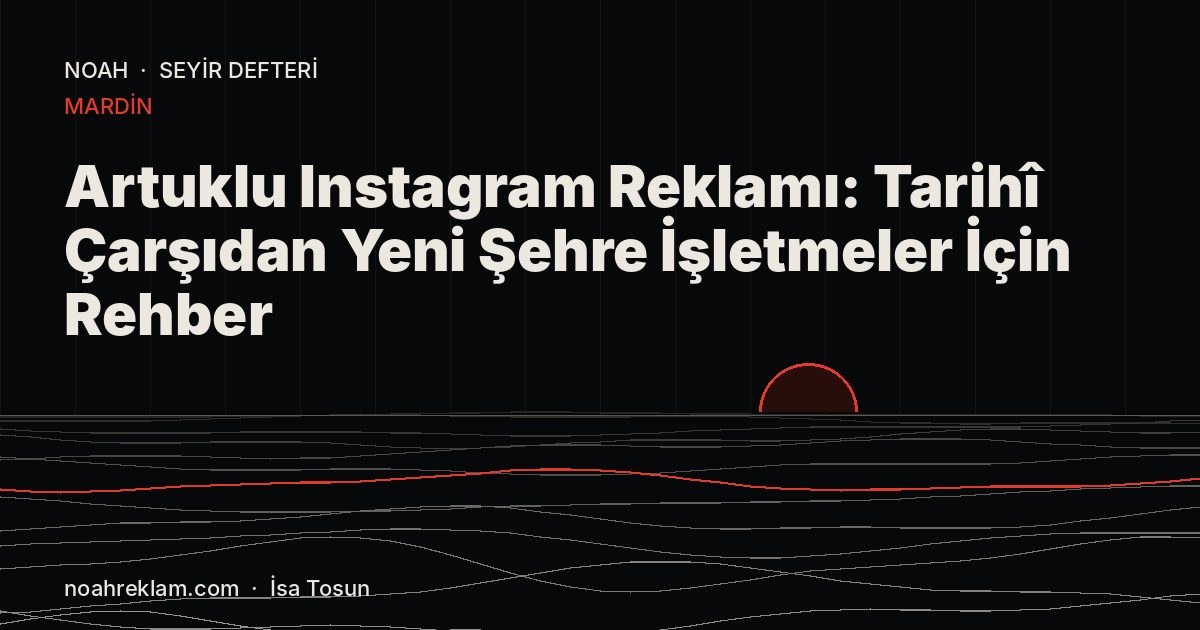 NOAH · SEYİR DEFTERİ
MARDİN
Artuklu Instagram Reklamı: Tarihî
Çarşıdan Yeni Şehre İşletmeler İçin
Rehber
noahreklam.com · İsa Tosun